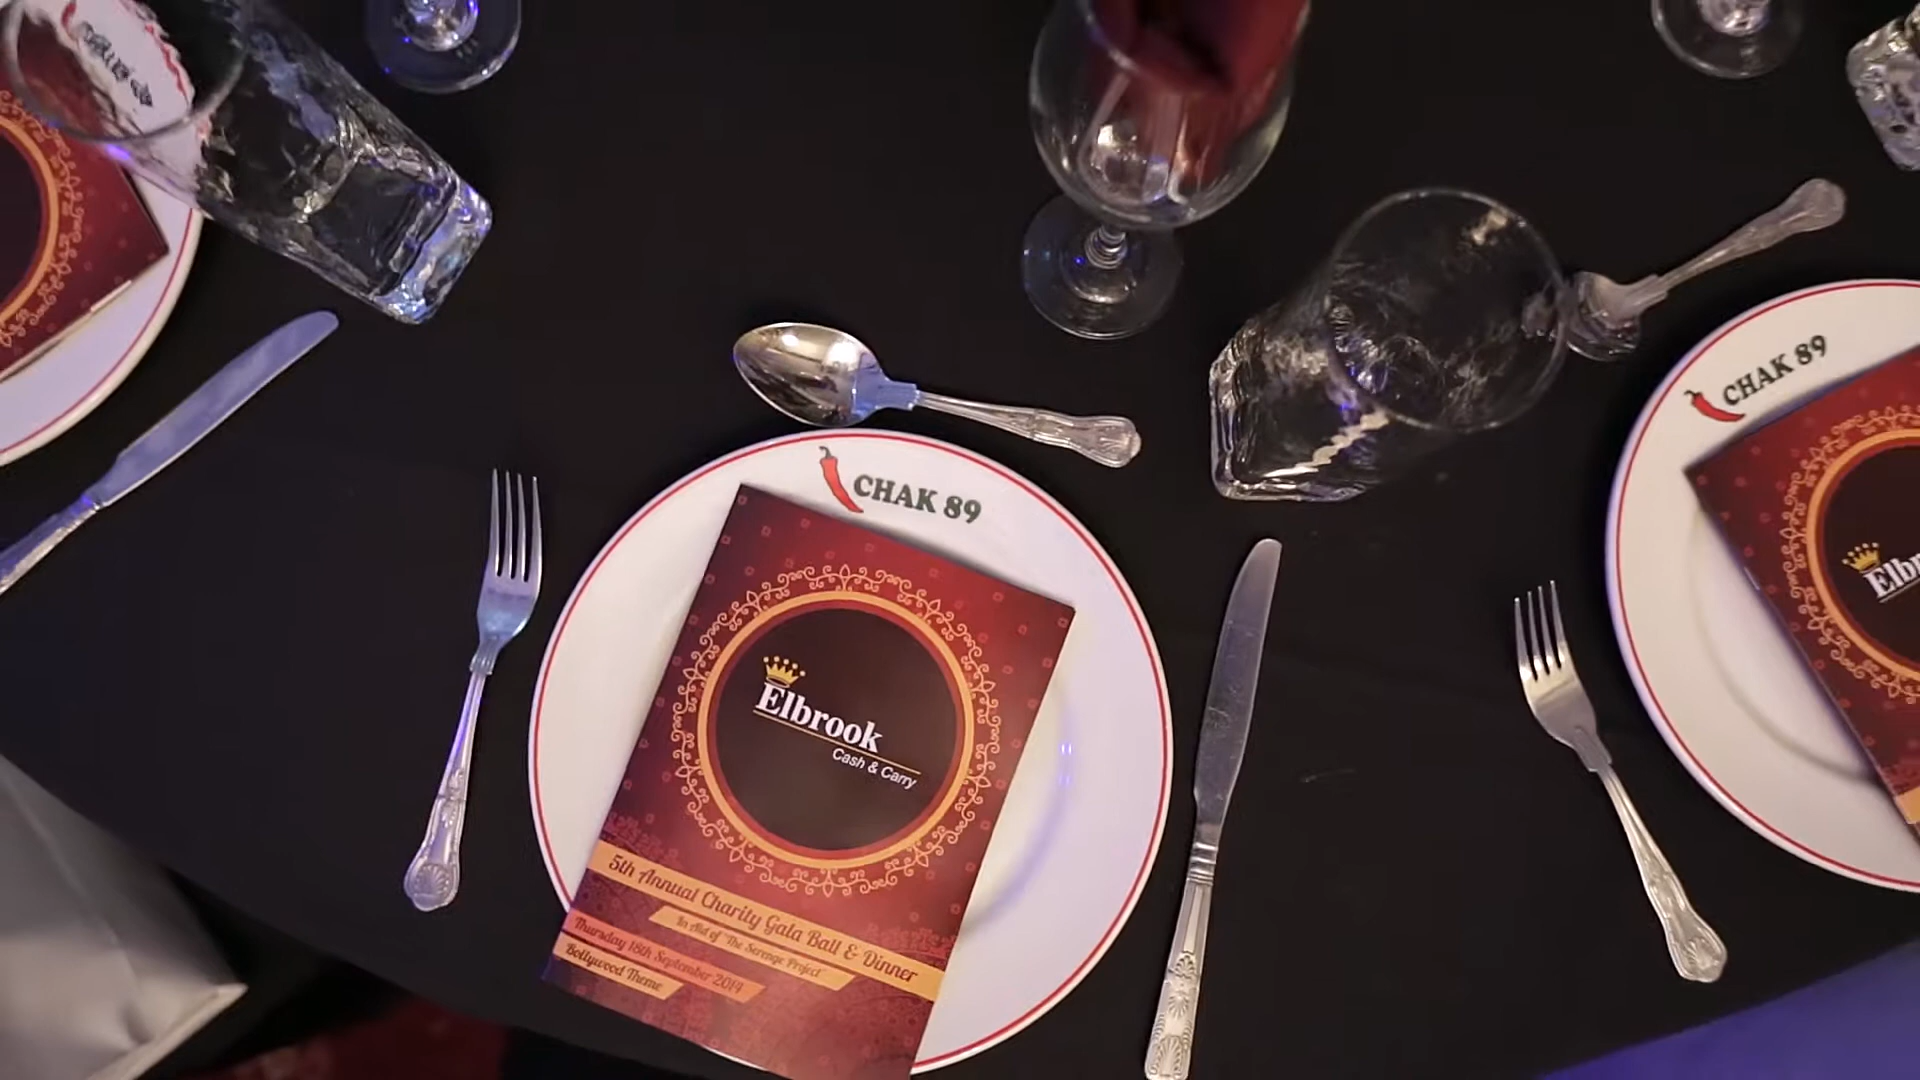 CHAK 89
Elbrook
Cash & Carry
5th Annual Charity Gala Ball & Dinner
In Aid of "The Serenge Project"
Thursday 18th September 2014
Bollywood Theme
CHAK 89
Elbr